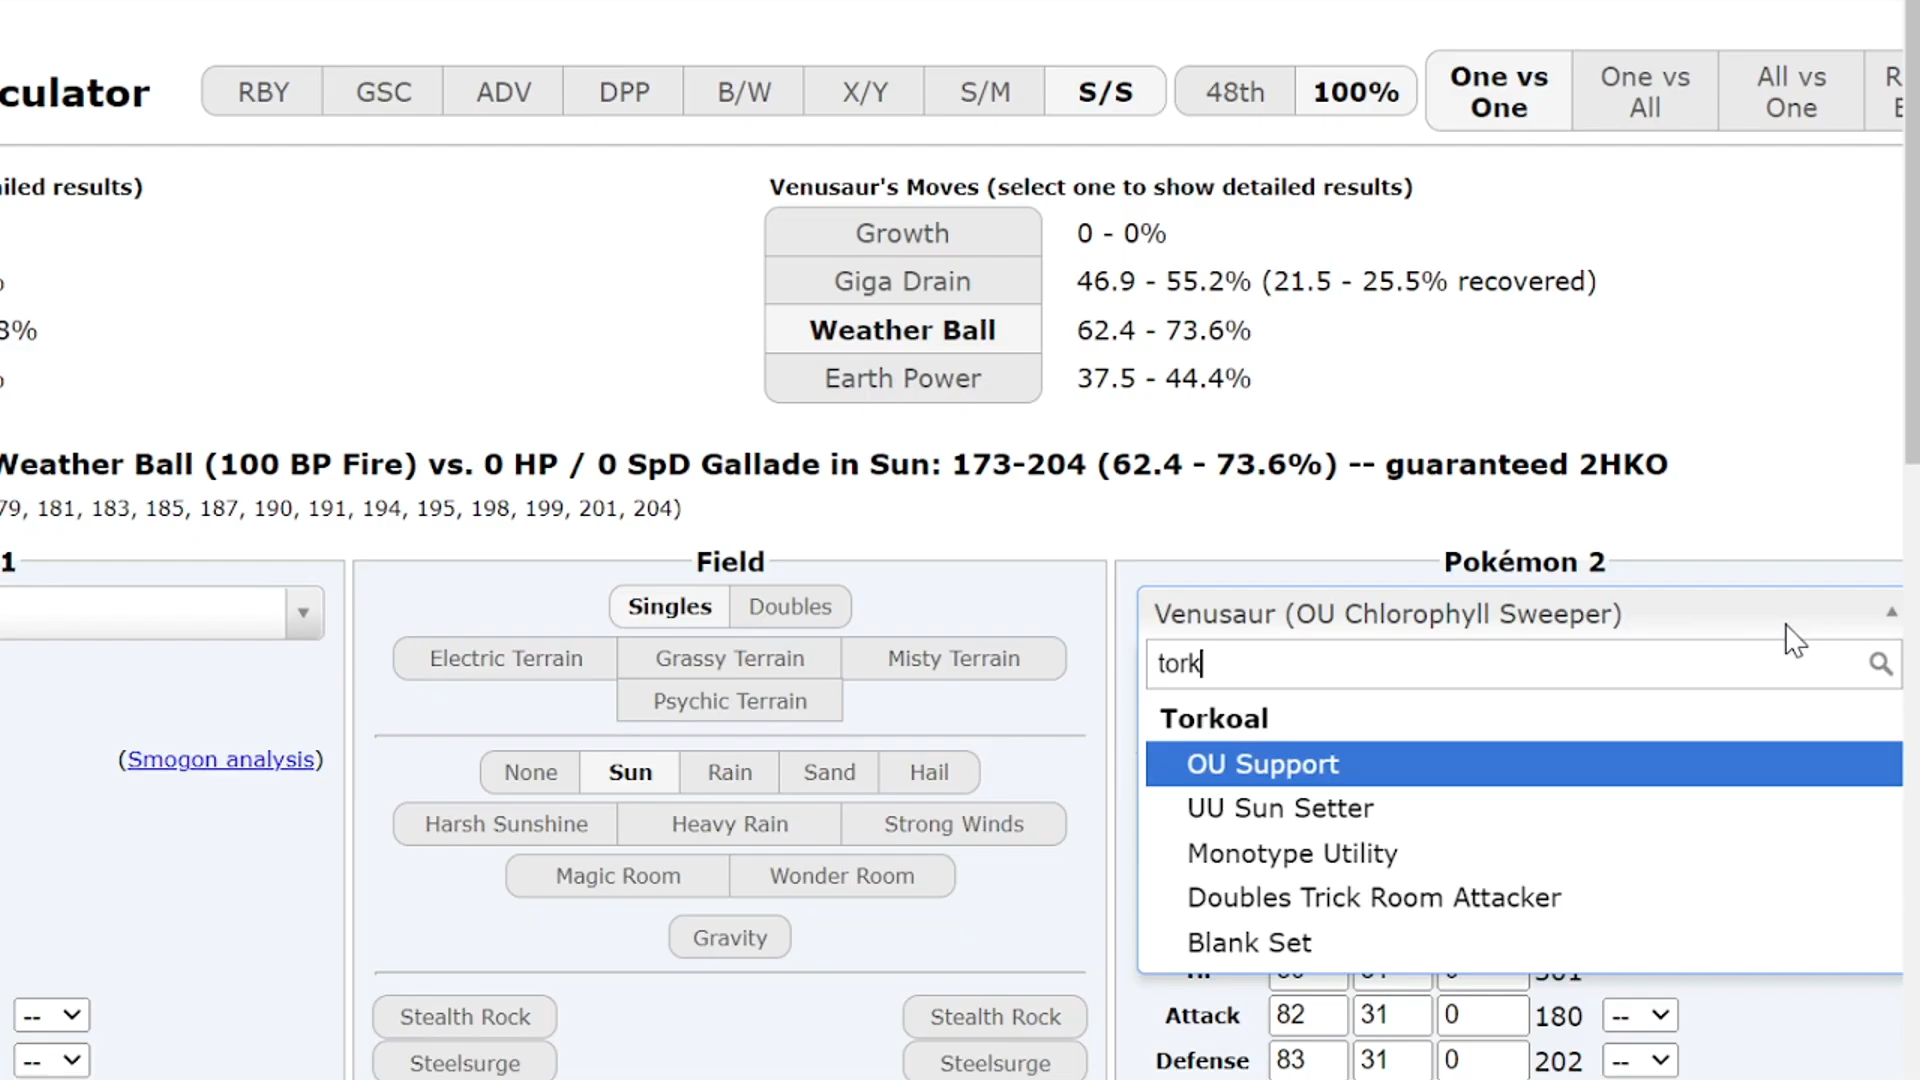 culator
RBY GSC ADV DPP B/W X/Y S/M S/S 48th 100% One vs One One vs All All vs One
ailed results)
Venusaur's Moves (select one to show detailed results)
Growth 0 - 0%
Giga Drain 46.9 - 55.2% (21.5 - 25.5% recovered)
Weather Ball 62.4 - 73.6%
8%
Earth Power 37.5 - 44.4%
Weather Ball (100 BP Fire) vs. 0 HP / 0 SpD Gallade in Sun: 173-204 (62.4 - 73.6%) -- guaranteed 2HKO
79, 181, 183, 185, 187, 190, 191, 194, 195, 198, 199, 201, 204)
1
Field
Pokémon 2
Singles Doubles
Venusaur (OU Chlorophyll Sweeper)
Electric Terrain Grassy Terrain Misty Terrain
tork
Psychic Terrain
Torkoal
(Smogon analysis)
None Sun Rain Sand Hail
OU Support
Harsh Sunshine Heavy Rain Strong Winds
UU Sun Setter
Magic Room Wonder Room
Monotype Utility
Doubles Trick Room Attacker
Gravity
Blank Set
-- Stealth Rock Stealth Rock
Attack 82 31 0 180 --
-- Steelsurge Steelsurge
Defense 83 31 0 202 --